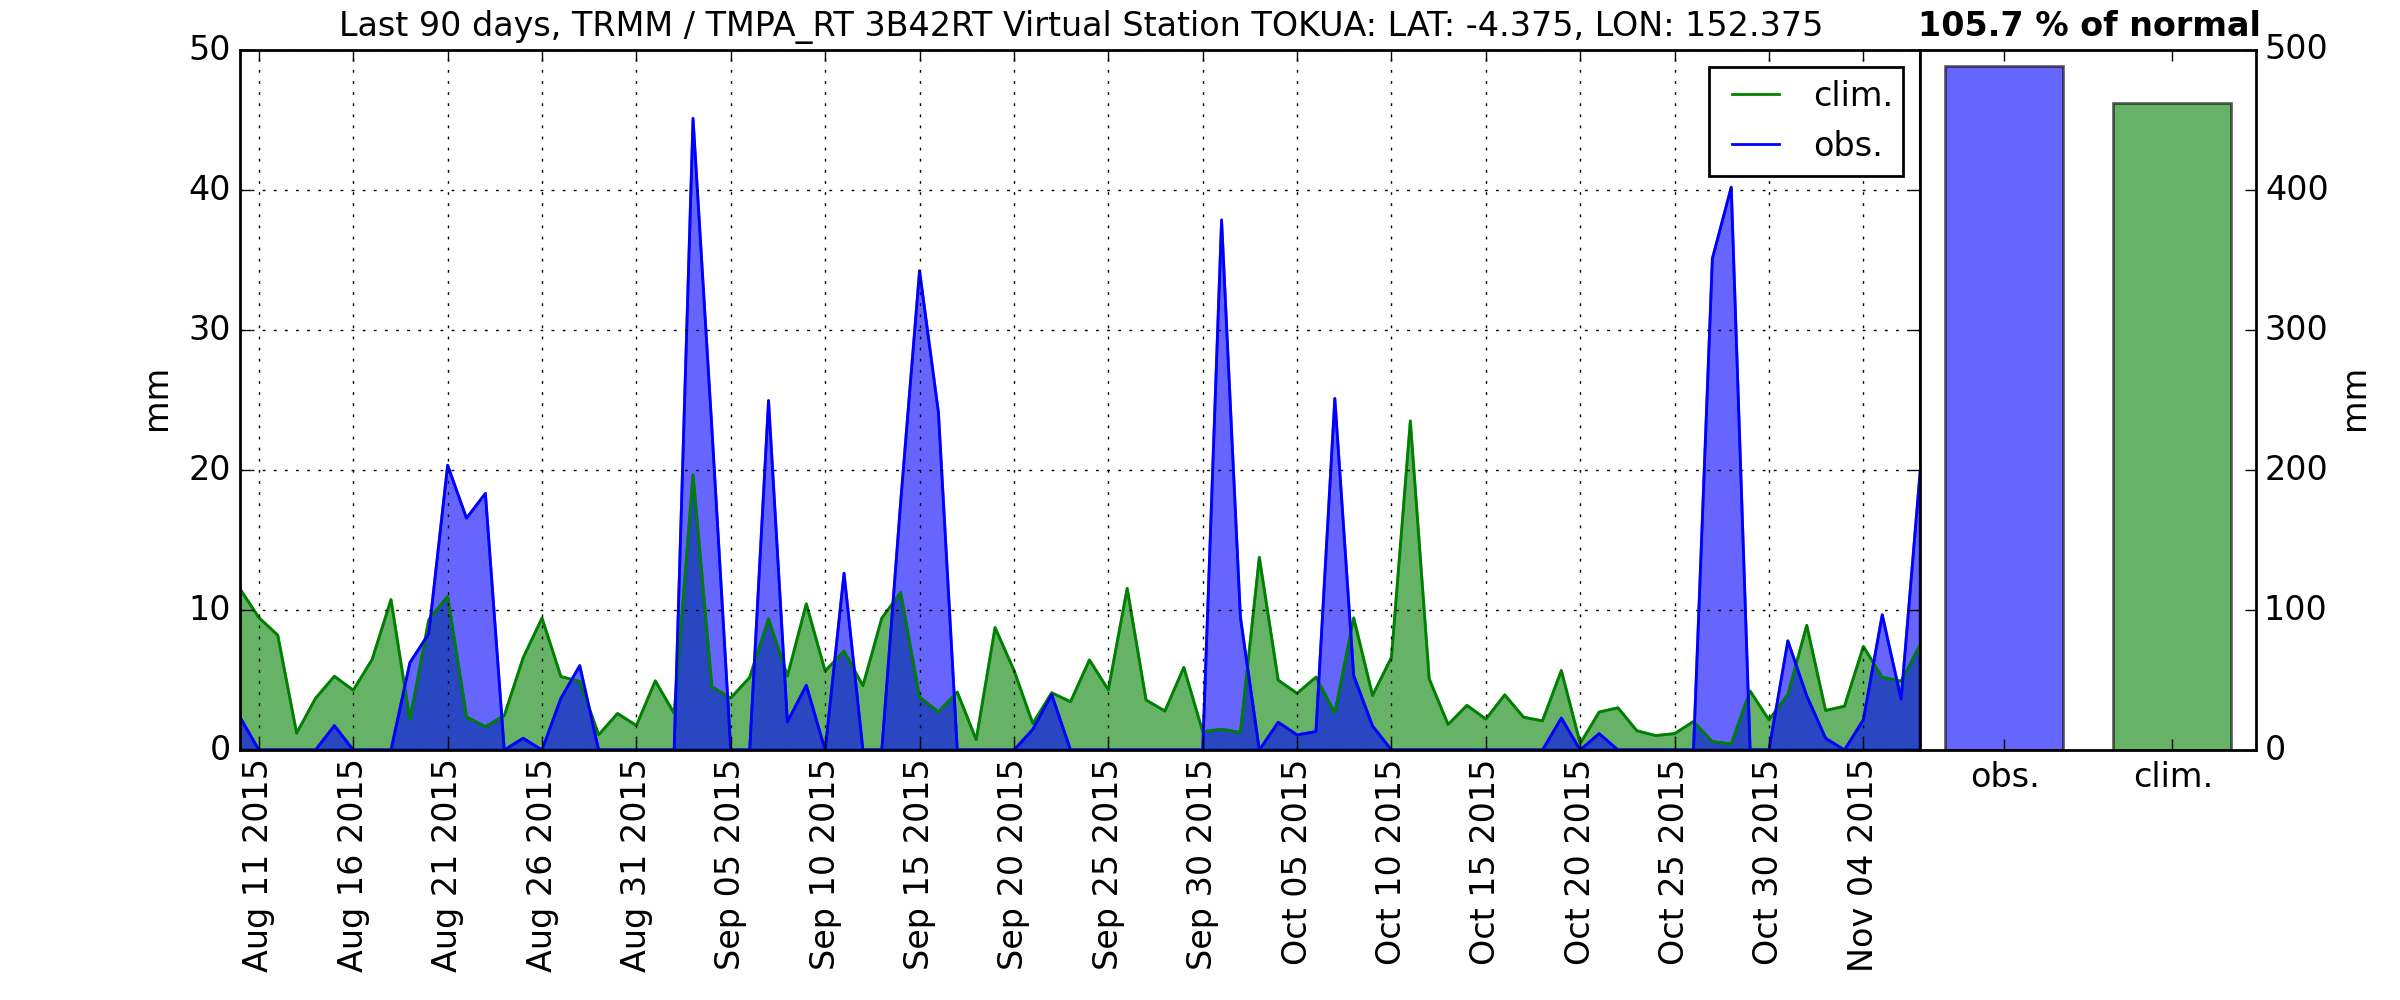 Last 90 days, TRMM / TMPA_RT 3B42RT Virtual Station TOKUA: LAT: -4.375, LON: 152.375
105.7 % of normal
50
40
30
20
10
0
mm
clim.
obs.
500
400
300
200
100
0
mm
obs.
clim.
Aug 11 2015
Aug 16 2015
Aug 21 2015
Aug 26 2015
Aug 31 2015
Sep 05 2015
Sep 10 2015
Sep 15 2015
Sep 20 2015
Sep 25 2015
Sep 30 2015
Oct 05 2015
Oct 10 2015
Oct 15 2015
Oct 20 2015
Oct 25 2015
Oct 30 2015
Nov 04 2015